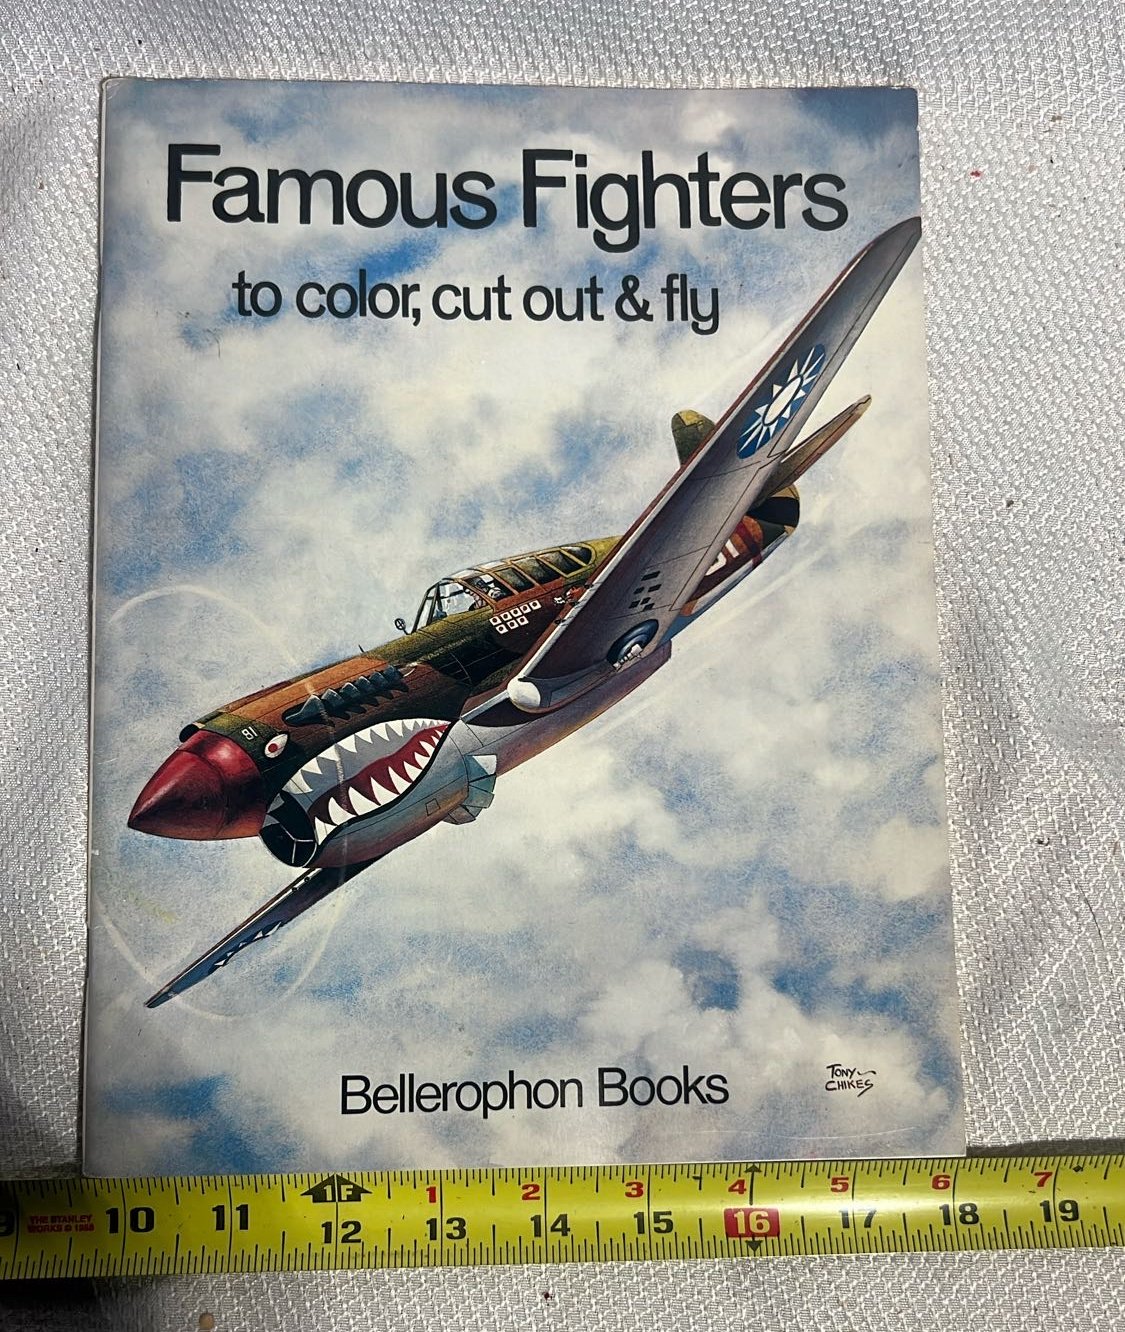 Famous Fighters
to color, cut out & fly
81
Bellerophon Books
TONY
CHIKES
1F 1 2 3 4 5 6 7
THE STANLEY
WORKS
10 11 12 13 14 15 16 17 18 19